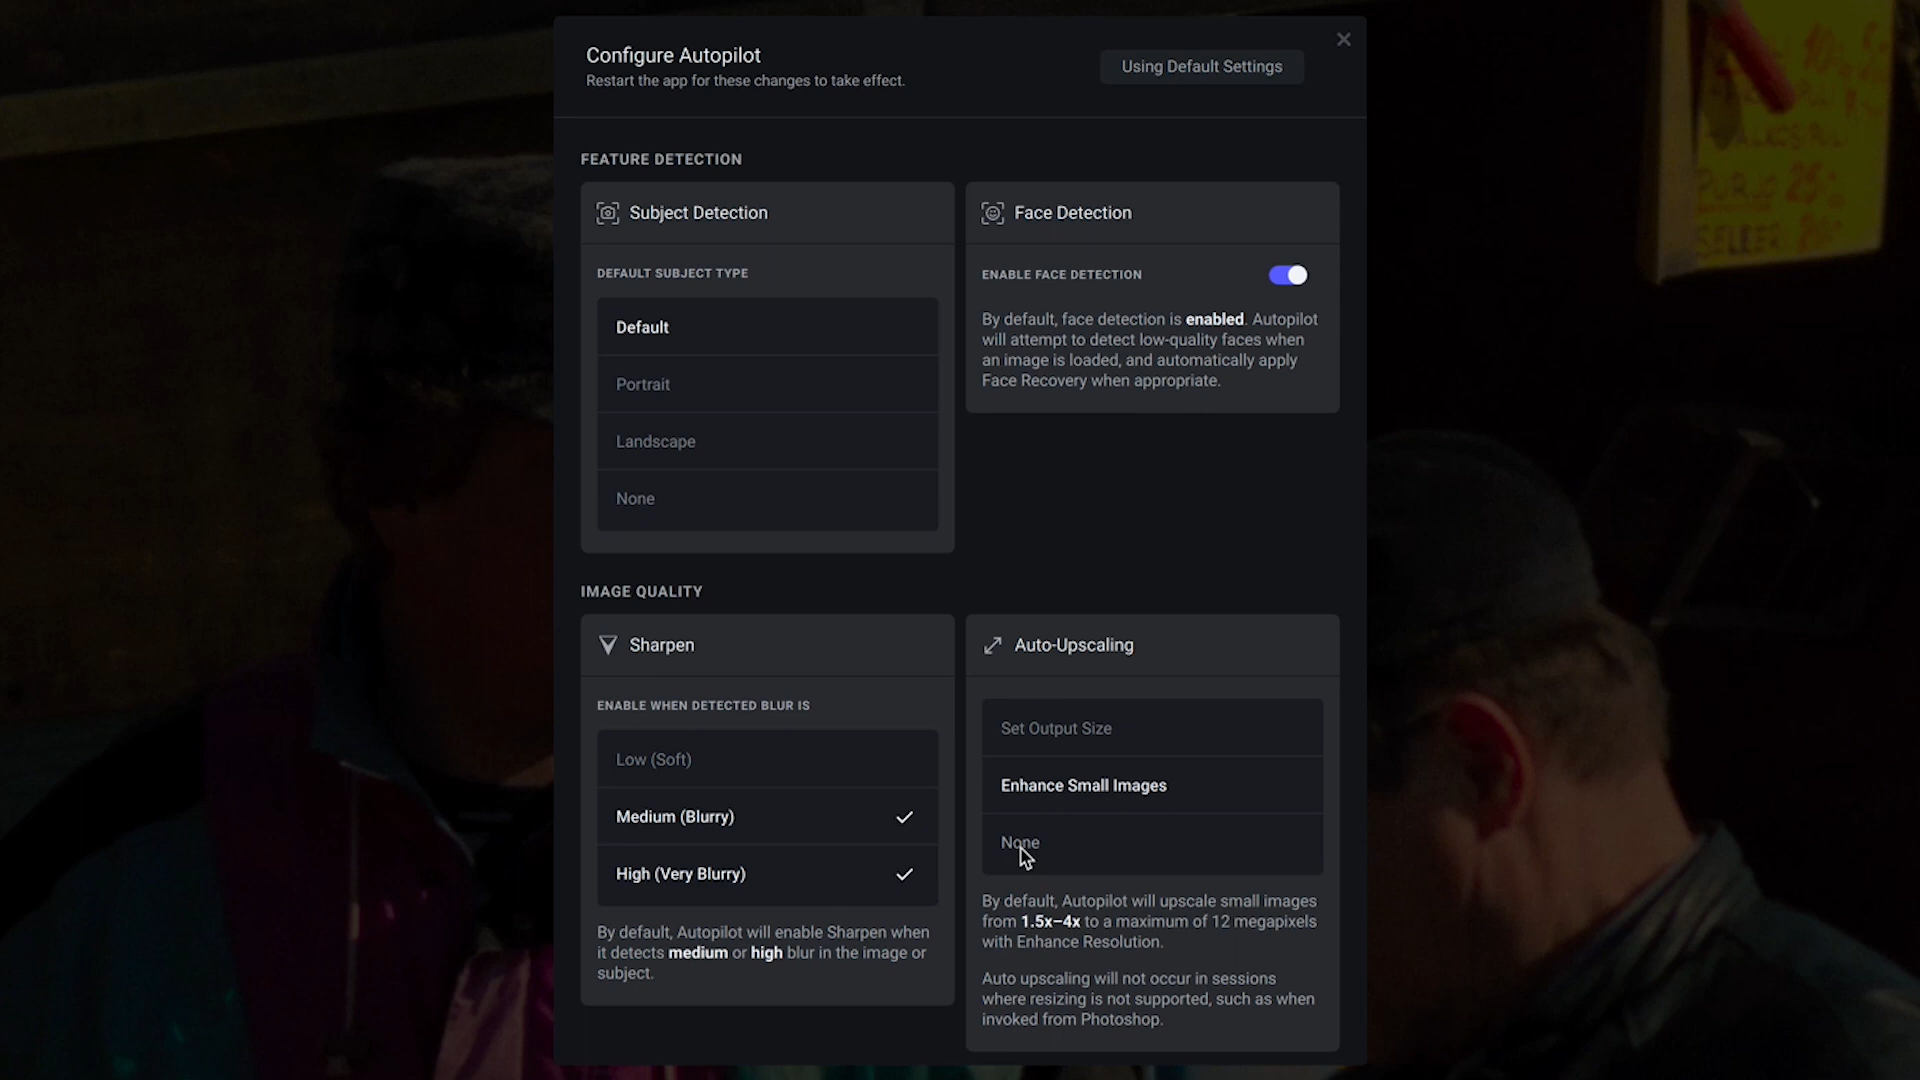 Configure Autopilot
Restart the app for these changes to take effect.
Using Default Settings
FEATURE DETECTION
Subject Detection
DEFAULT SUBJECT TYPE
Default
Portrait
Landscape
None
Face Detection
ENABLE FACE DETECTION
By default, face detection is enabled. Autopilot
will attempt to detect low-quality faces when
an image is loaded, and automatically apply
Face Recovery when appropriate.
IMAGE QUALITY
Sharpen
ENABLE WHEN DETECTED BLUR IS
Low (Soft)
Medium (Blurry)
High (Very Blurry)
By default, Autopilot will enable Sharpen when
it detects medium or high blur in the image or
subject.
Auto-Upscaling
Set Output Size
Enhance Small Images
None
By default, Autopilot will upscale small images
from 1.5x–4x to a maximum of 12 megapixels
with Enhance Resolution.
Auto upscaling will not occur in sessions
where resizing is not supported, such as when
invoked from Photoshop.